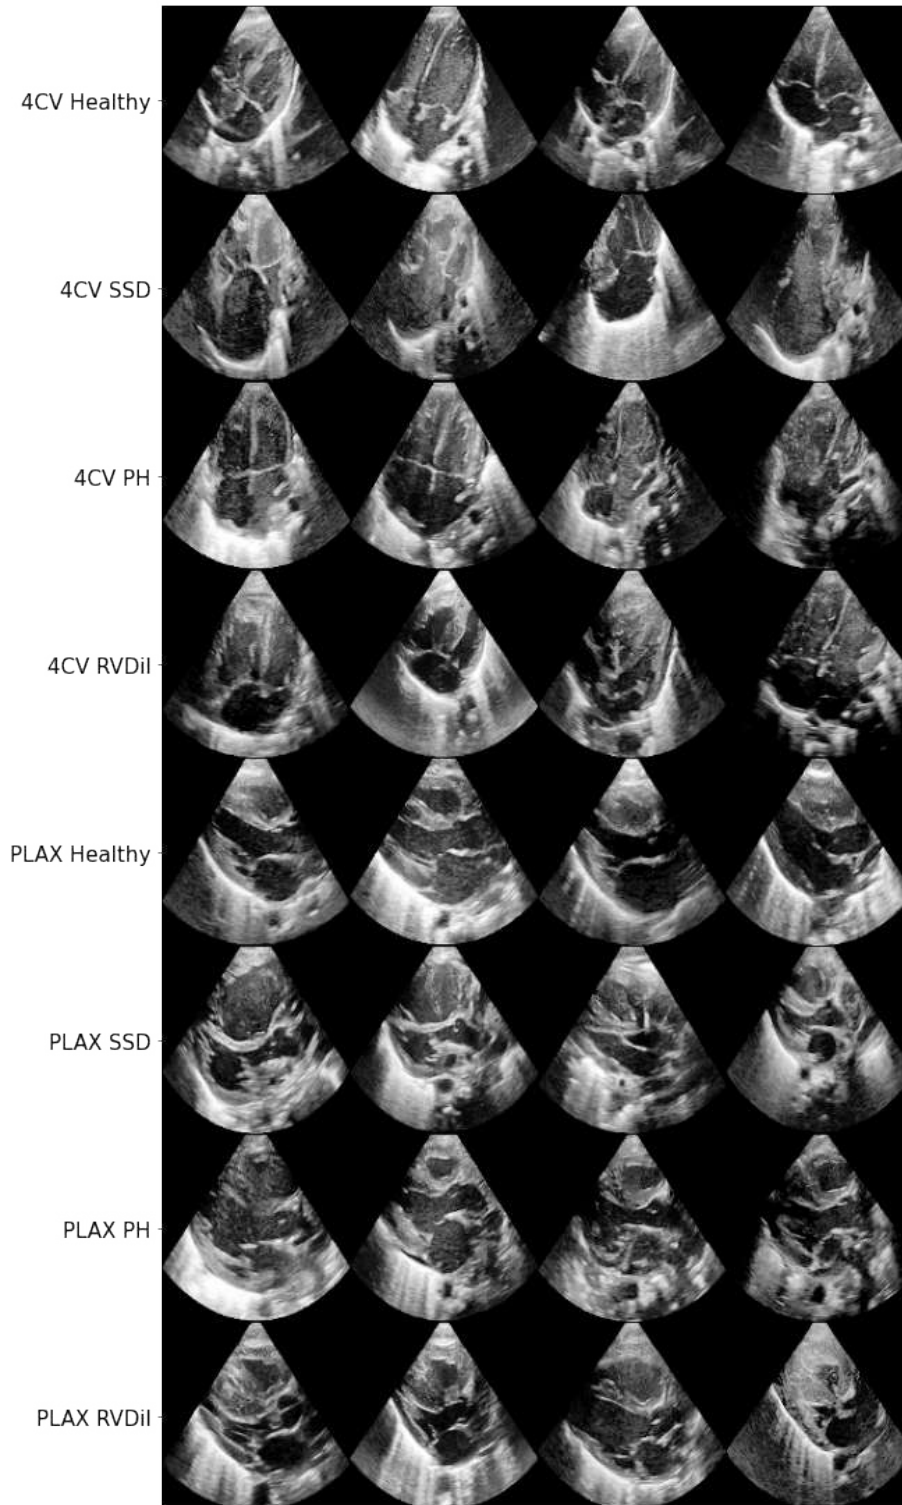 4CV Healthy
4CV SSD
4CV PH
4CV RVDil
PLAX Healthy
PLAX SSD
PLAX PH
PLAX RVDil